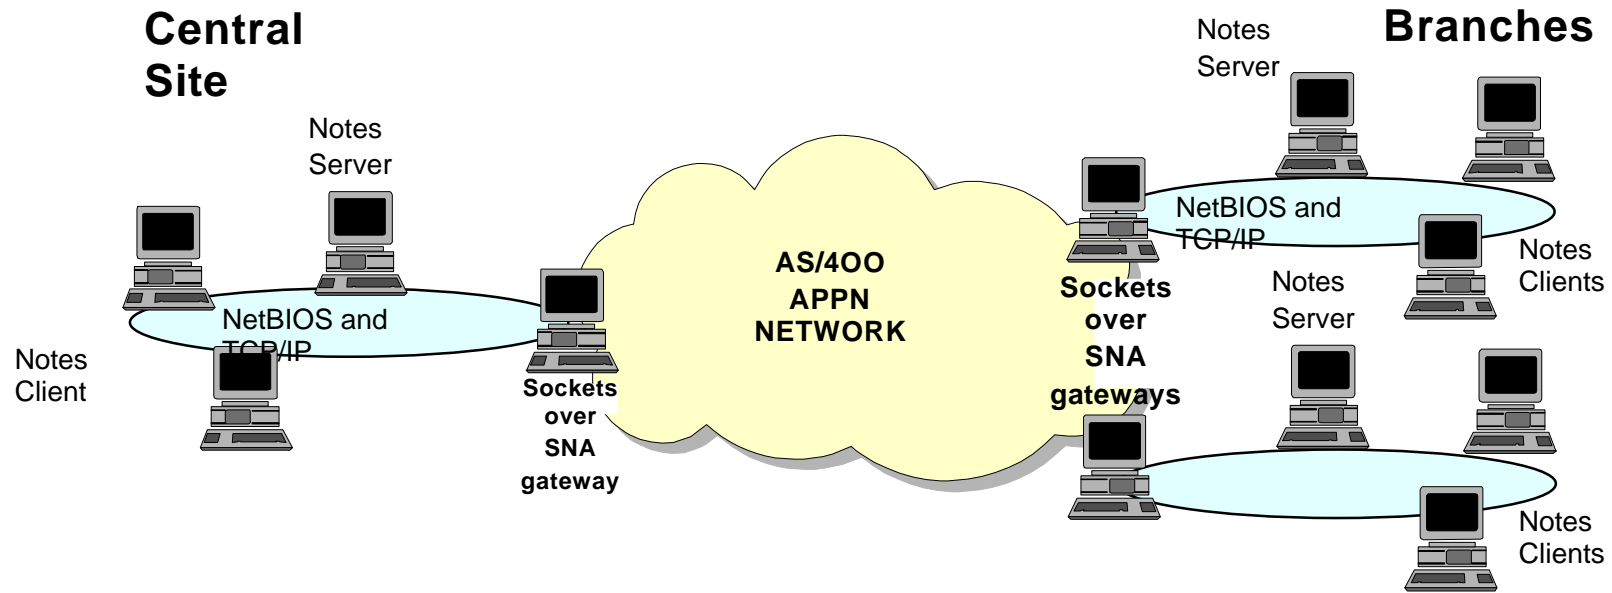 Central
Site
Notes
Server
NetBIOS and
TCP/IP
Notes
Client
Sockets
over
SNA
gateway
AS/4OO
APPN
NETWORK
Branches
Notes
Server
NetBIOS and
TCP/IP
Notes
Clients
Sockets
over
SNA
gateways
Notes
Server
Notes
Clients